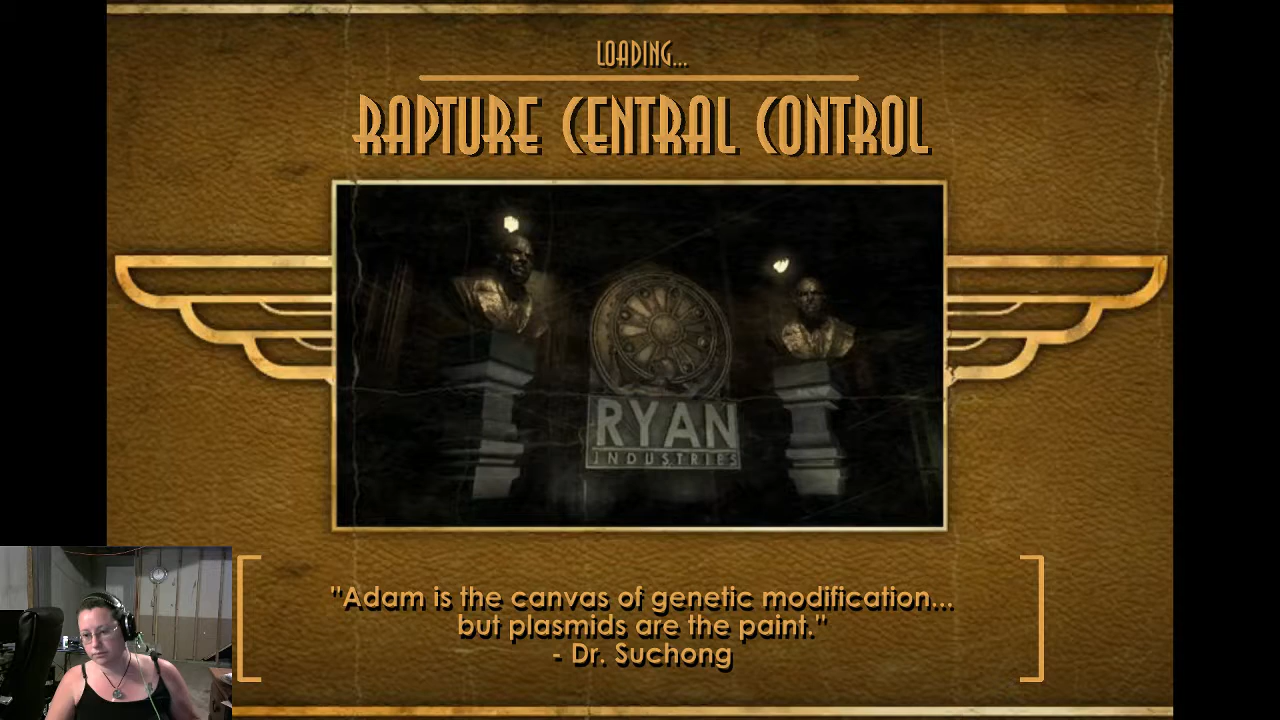 LOADING...
RAPTURE CENTRAL CONTROL
RYAN
INDUSTRIES
"Adam is the canvas of genetic modification...
but plasmids are the paint."
- Dr. Suchong